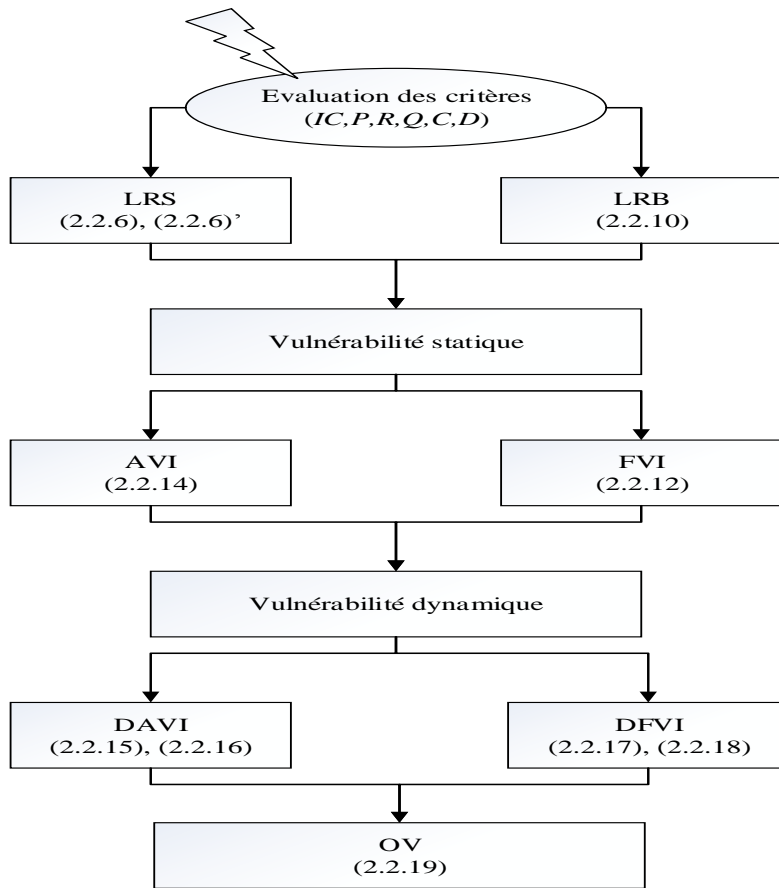 Evaluation des critères
(IC,P,R,Q,C,D)
LRS
(2.2.6), (2.2.6)’
LRB
(2.2.10)
Vulnérabilité statique
AVI
(2.2.14)
FVI
(2.2.12)
Vulnérabilité dynamique
DAVI
(2.2.15), (2.2.16)
DFVI
(2.2.17), (2.2.18)
OV
(2.2.19)